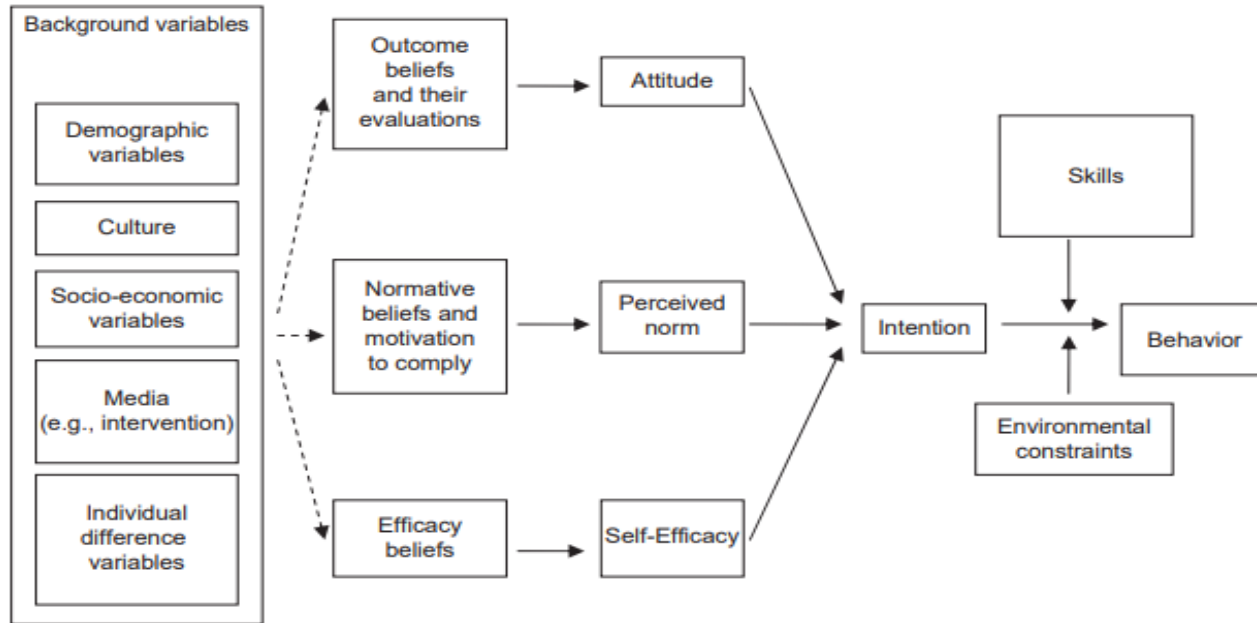 Background variables
Demographic
variables
Culture
Socio-economic
variables
Media
(e.g., intervention)
Individual
difference
variables
Outcome
beliefs
and their
evaluations
Normative
beliefs and
motivation
to comply
Efficacy
beliefs
Attitude
Perceived
norm
Self-Efficacy
Intention
Skills
Environmental
constraints
Behavior